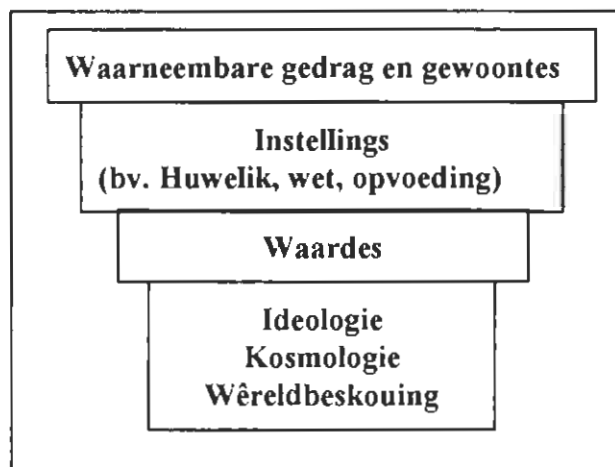 Waarneembare gedrag en gewoontes
Instellings
(bv. Huwelik, wet, opvoeding)
Waardes
Ideologie
Kosmologie
Wêreldbeskouing